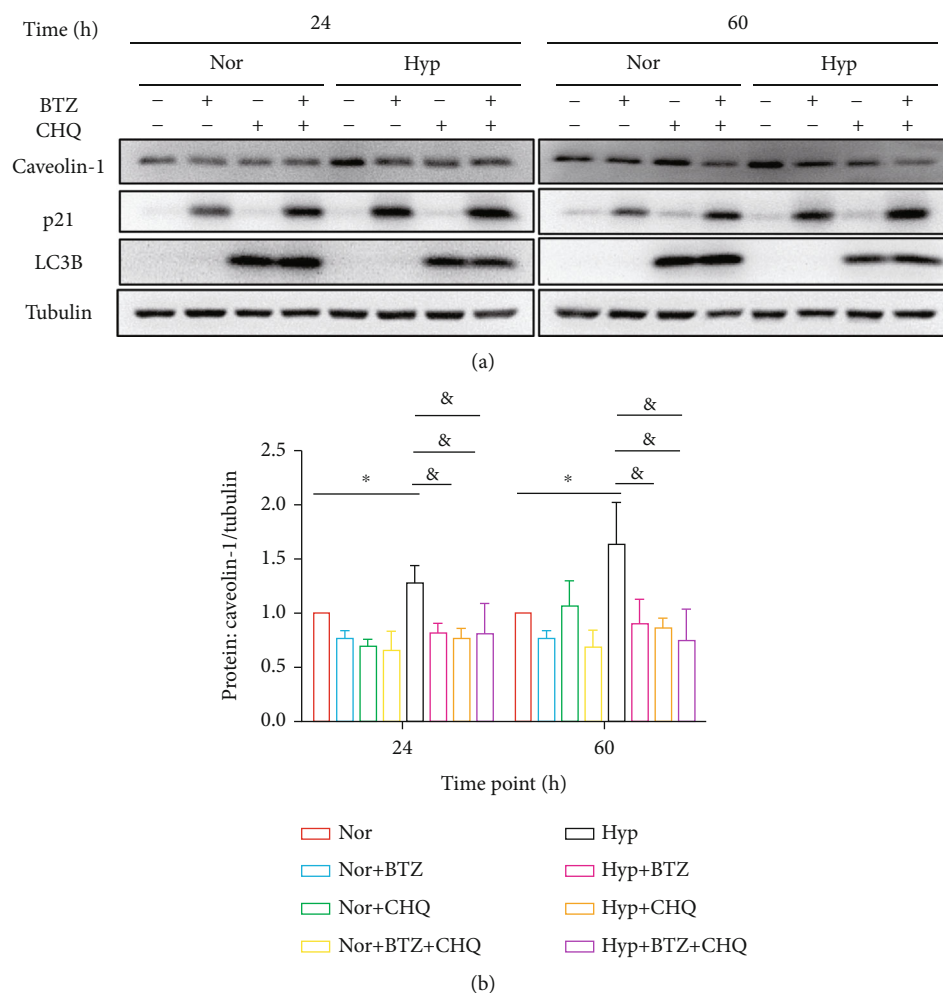 Time (h) 24 60
Nor Hyp Nor Hyp
BTZ − + − + − + − + − + − + − + − +
CHQ − − + + − − + + − − + + − − + +
Caveolin-1
p21
LC3B
Tubulin
(a)
& &
& &
* & * &
Protein: caveolin-1/tubulin
2.5
2.0
1.5
1.0
0.5
0.0
24 60
Time point (h)
Nor Hyp
Nor+BTZ Hyp+BTZ
Nor+CHQ Hyp+CHQ
Nor+BTZ+CHQ Hyp+BTZ+CHQ
(b)